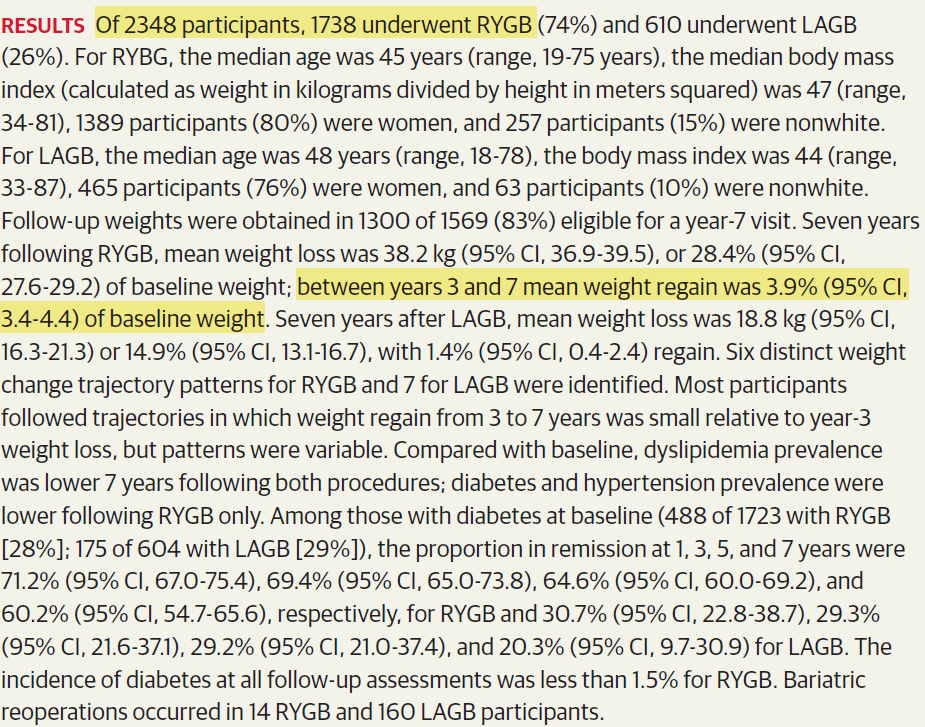 RESULTS Of 2348 participants, 1738 underwent RYGB (74%) and 610 underwent LAGB
(26%). For RYBG, the median age was 45 years (range, 19-75 years), the median body mass
index (calculated as weight in kilograms divided by height in meters squared) was 47 (range,
34-81), 1389 participants (80%) were women, and 257 participants (15%) were nonwhite.
For LAGB, the median age was 48 years (range, 18-78), the body mass index was 44 (range,
33-87), 465 participants (76%) were women, and 63 participants (10%) were nonwhite.
Follow-up weights were obtained in 1300 of 1569 (83%) eligible for a year-7 visit. Seven years
following RYGB, mean weight loss was 38.2 kg (95% CI, 36.9-39.5), or 28.4% (95% CI,
27.6-29.2) of baseline weight; between years 3 and 7 mean weight regain was 3.9% (95% CI,
3.4-4.4) of baseline weight. Seven years after LAGB, mean weight loss was 18.8 kg (95% CI,
16.3-21.3) or 14.9% (95% CI, 13.1-16.7), with 1.4% (95% CI, 0.4-2.4) regain. Six distinct weight
change trajectory patterns for RYGB and 7 for LAGB were identified. Most participants
followed trajectories in which weight regain from 3 to 7 years was small relative to year-3
weight loss, but patterns were variable. Compared with baseline, dyslipidemia prevalence
was lower 7 years following both procedures; diabetes and hypertension prevalence were
lower following RYGB only. Among those with diabetes at baseline (488 of 1723 with RYGB
[28%]; 175 of 604 with LAGB [29%]), the proportion in remission at 1, 3, 5, and 7 years were
71.2% (95% CI, 67.0-75.4), 69.4% (95% CI, 65.0-73.8), 64.6% (95% CI, 60.0-69.2), and
60.2% (95% CI, 54.7-65.6), respectively, for RYGB and 30.7% (95% CI, 22.8-38.7), 29.3%
(95% CI, 21.6-37.1), 29.2% (95% CI, 21.0-37.4), and 20.3% (95% CI, 9.7-30.9) for LAGB. The
incidence of diabetes at all follow-up assessments was less than 1.5% for RYGB. Bariatric
reoperations occurred in 14 RYGB and 160 LAGB participants.